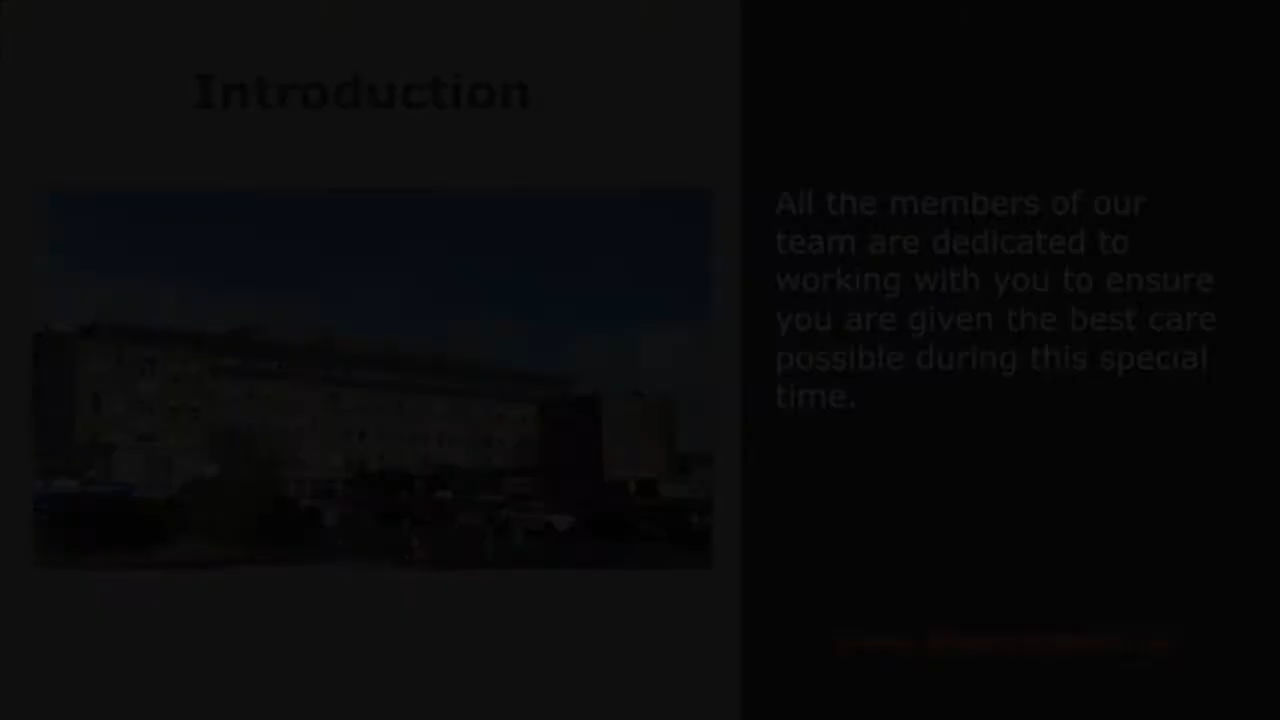 Introduction
All the members of our
team are dedicated to
working with you to ensure
you are given the best care
possible during this special
time.